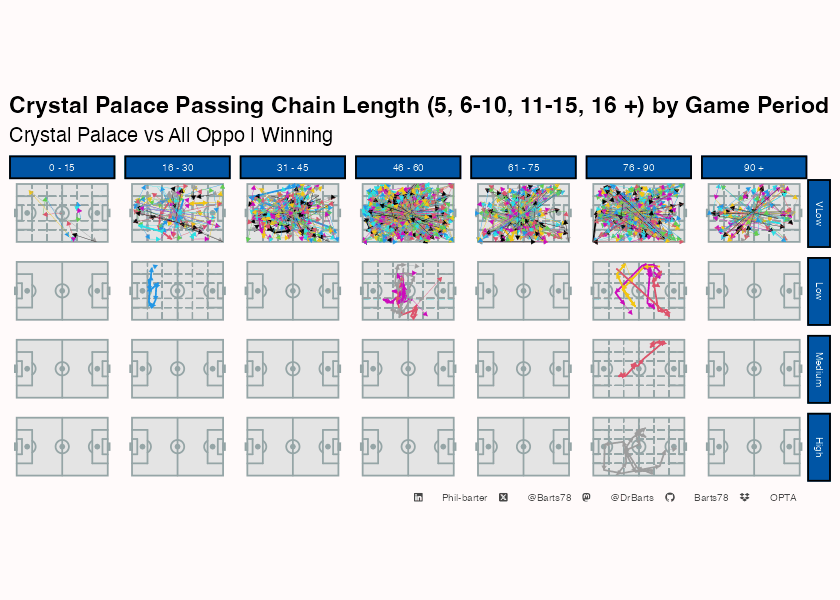 Crystal Palace Passing Chain Length (5, 6-10, 11-15, 16 +) by Game Period
Crystal Palace vs All Oppo | Winning
0 - 15 16 - 30 31 - 45 46 - 60 61 - 75 76 - 90 90 +
V.Low
Low
Medium
High
Phil-barter @Barts78 @DrBarts Barts78 OPTA